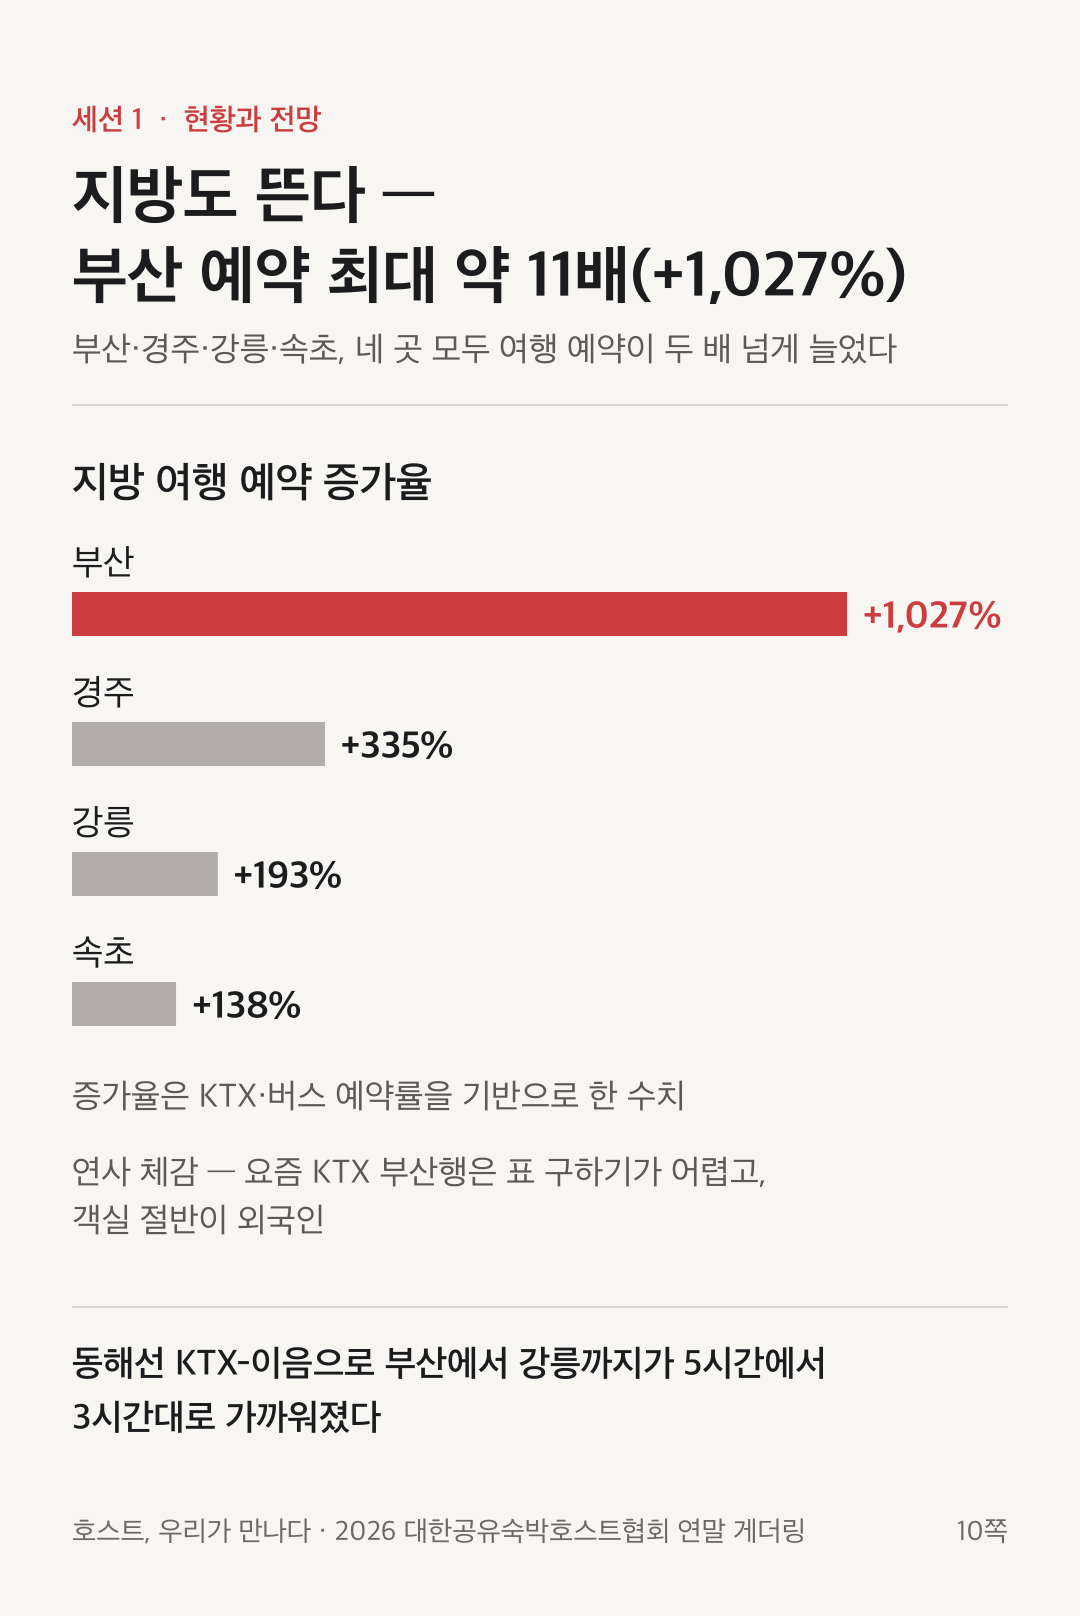 세션 1 · 현황과 전망
지방도 뜬다 —
부산 예약 최대 약 11배(+1,027%)
부산·경주·강릉·속초, 네 곳 모두 여행 예약이 두 배 넘게 늘었다
지방 여행 예약 증가율
부산
+1,027%
경주
+335%
강릉
+193%
속초
+138%
증가율은 KTX·버스 예약률을 기반으로 한 수치
연사 체감 — 요즘 KTX 부산행은 표 구하기가 어렵고,
객실 절반이 외국인
동해선 KTX-이음으로 부산에서 강릉까지가 5시간에서
3시간대로 가까워졌다
호스트, 우리가 만나다 · 2026 대한공유숙박호스트협회 연말 게더링
10쪽